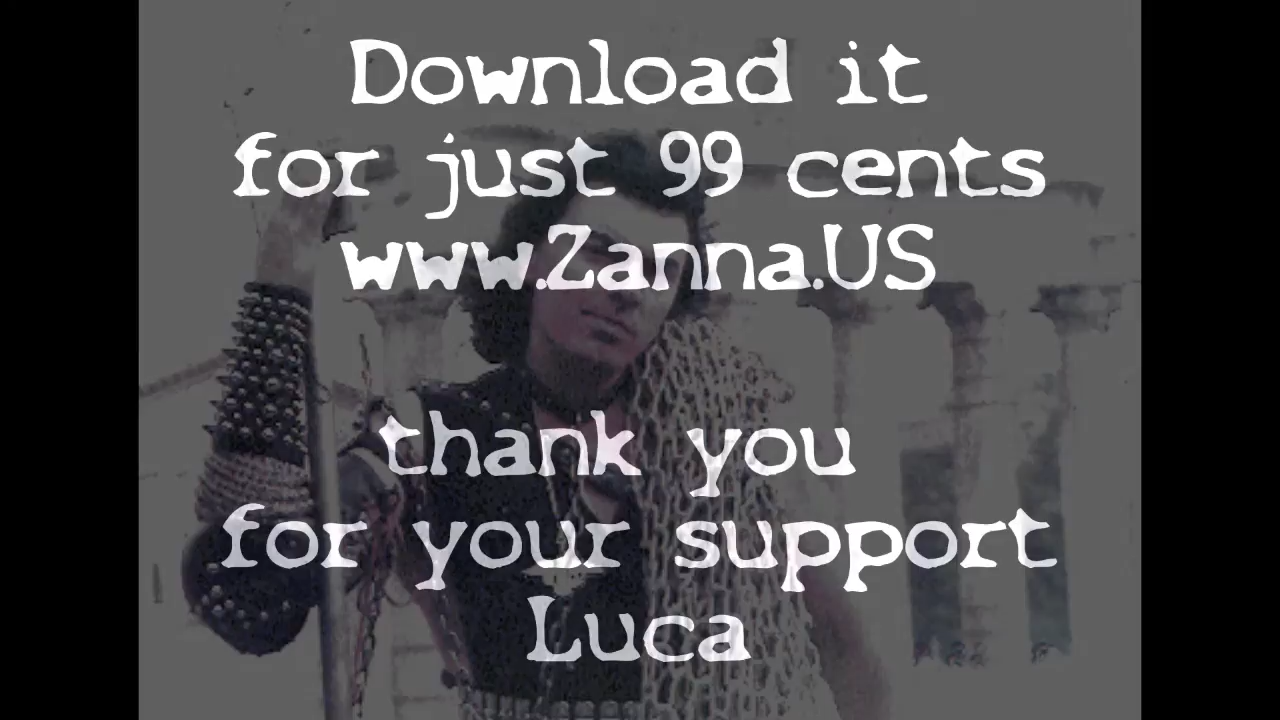 Download it
for just 99 cents
www.Zanna.US
thank you
for your support
Luca